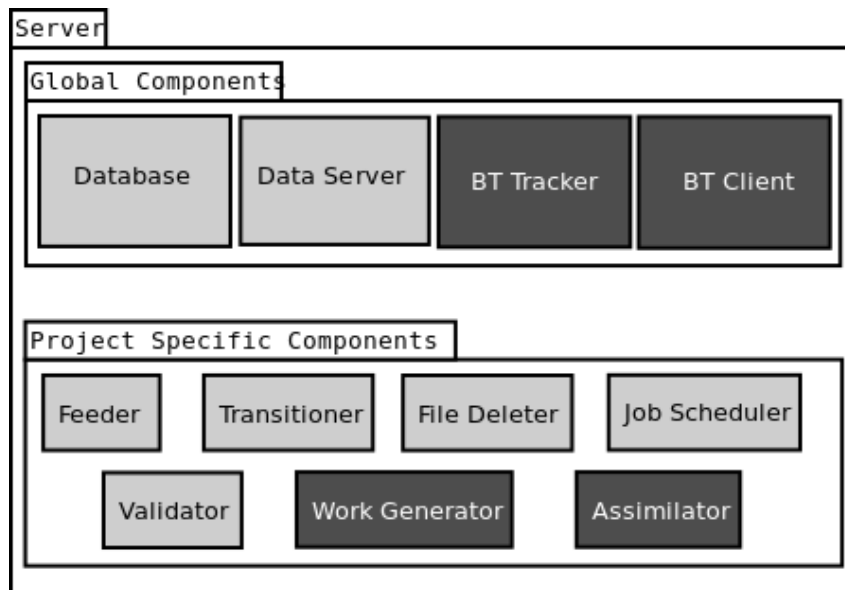 Server
Global Components
Database
Data Server
BT Tracker
BT Client
Project Specific Components
Feeder
Transitioner
File Deleter
Job Scheduler
Validator
Work Generator
Assimilator